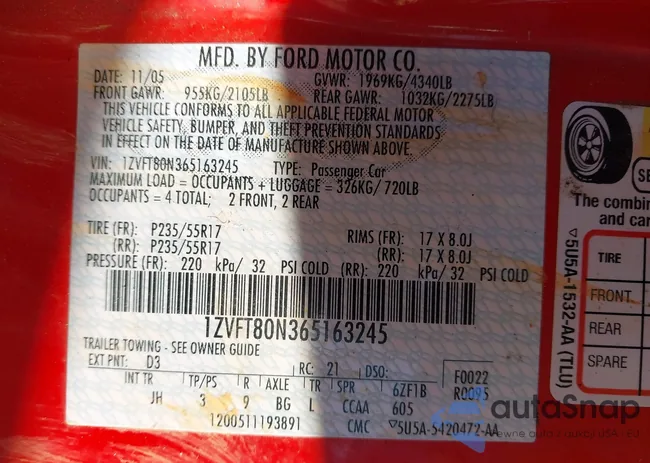 MFD. BY FORD MOTOR CO.
DATE: 11/05 GVWR: 1969KG/4340LB
FRONT GAWR: 955KG/2105LB REAR GAWR: 1032KG/2275LB
THIS VEHICLE CONFORMS TO ALL APPLICABLE FEDERAL MOTOR
VEHICLE SAFETY, BUMPER, AND THEFT PREVENTION STANDARDS
IN EFFECT ON THE DATE OF MANUFACTURE SHOWN ABOVE.
VIN: 1ZVFT80N365163245 TYPE: Passenger Car
MAXIMUM LOAD = OCCUPANTS + LUGGAGE = 326KG/720LB
OCCUPANTS = 4 TOTAL; 2 FRONT, 2 REAR
TIRE (FR): P235/55R17 RIMS (FR): 17 X 8.0J
(RR): P235/55R17 (RR): 17 X 8.0J
PRESSURE (FR): 220 kPa/ 32 PSI COLD (RR): 220 kPa/ 32 PSI COLD
1ZVFT80N365163245
TRAILER TOWING - SEE OWNER GUIDE
EXT PNT: D3 RC: 21 DSO: F0022
INT TR TP/PS R AXLE TR SPR 6ZF1B R0095
JH 3 9 BG L CCAA 605
1200511193891 CMC ▽5U5A-5420472-AA
The combin
and car
TIRE
FRONT
REAR
SPARE
▽5U5A-1532-AA (TLU)
autoSnap